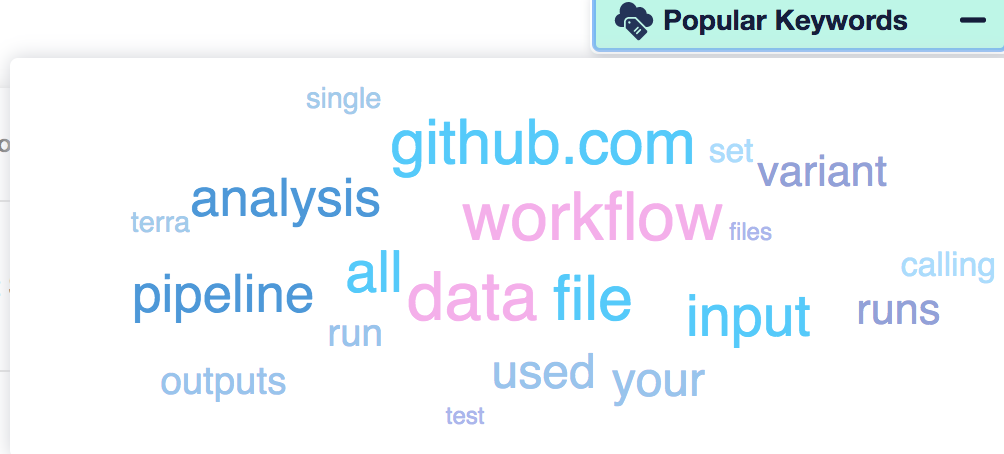 Popular Keywords
single
github.com
set
variant
analysis
terra
workflow
files
calling
all
pipeline
data
file
input
runs
run
used
your
outputs
test